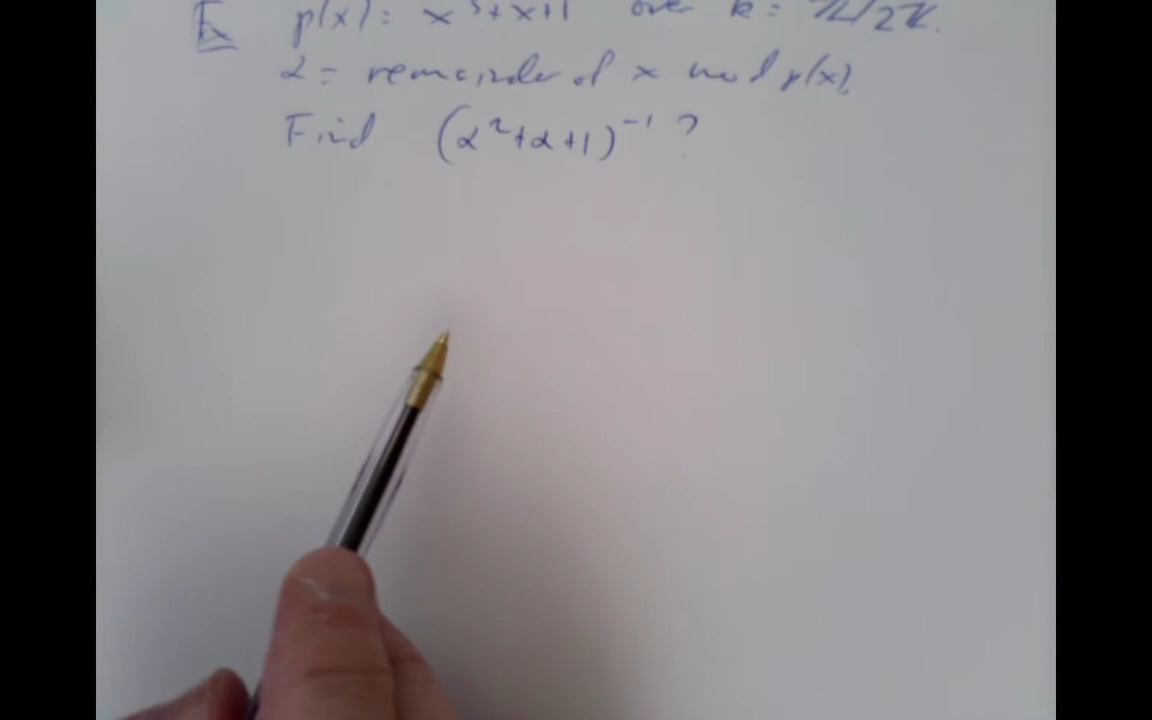 Ex p(x) = x³+x+1 over k = ℤ/2ℤ.
α = remainder of x mod p(x).
Find (α²+α+1)⁻¹ ?